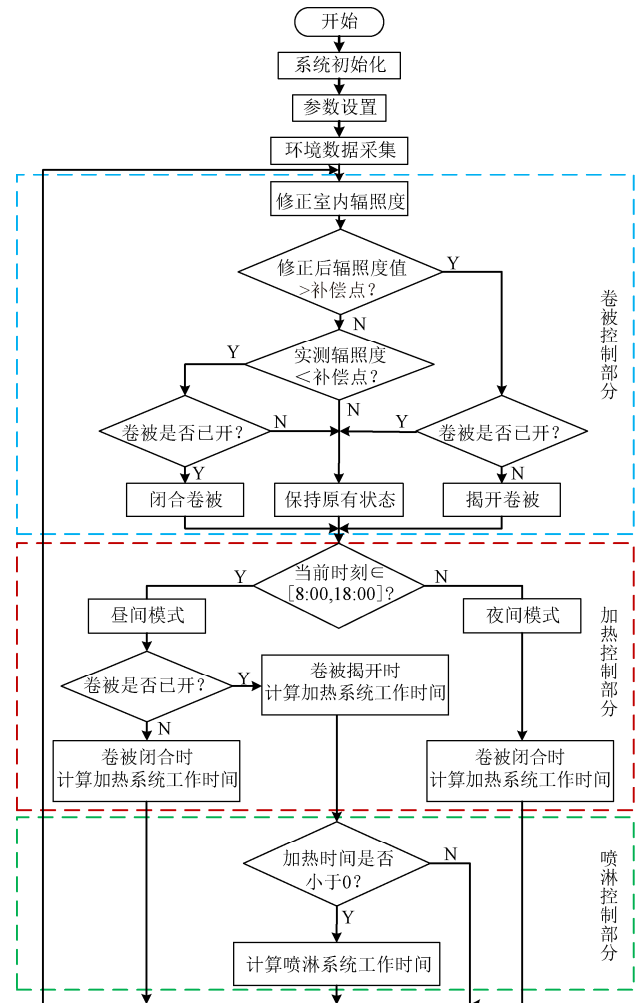 开始
系统初始化
参数设置
环境数据采集
修正室内辐照度
修正后辐照度值
>补偿点？
Y
N
实测辐照度
＜补偿点？
Y
N
卷被是否已开？
N
Y
卷被是否已开？
Y
N
闭合卷被
保持原有状态
揭开卷被
卷被控制部分
当前时刻∈
[8:00,18:00]?
Y
N
昼间模式
夜间模式
卷被是否已开？
Y
N
卷被揭开时
计算加热系统工作时间
卷被闭合时
计算加热系统工作时间
卷被闭合时
计算加热系统工作时间
加热控制部分
加热时间是否
小于0？
N
Y
计算喷淋系统工作时间
喷淋控制部分